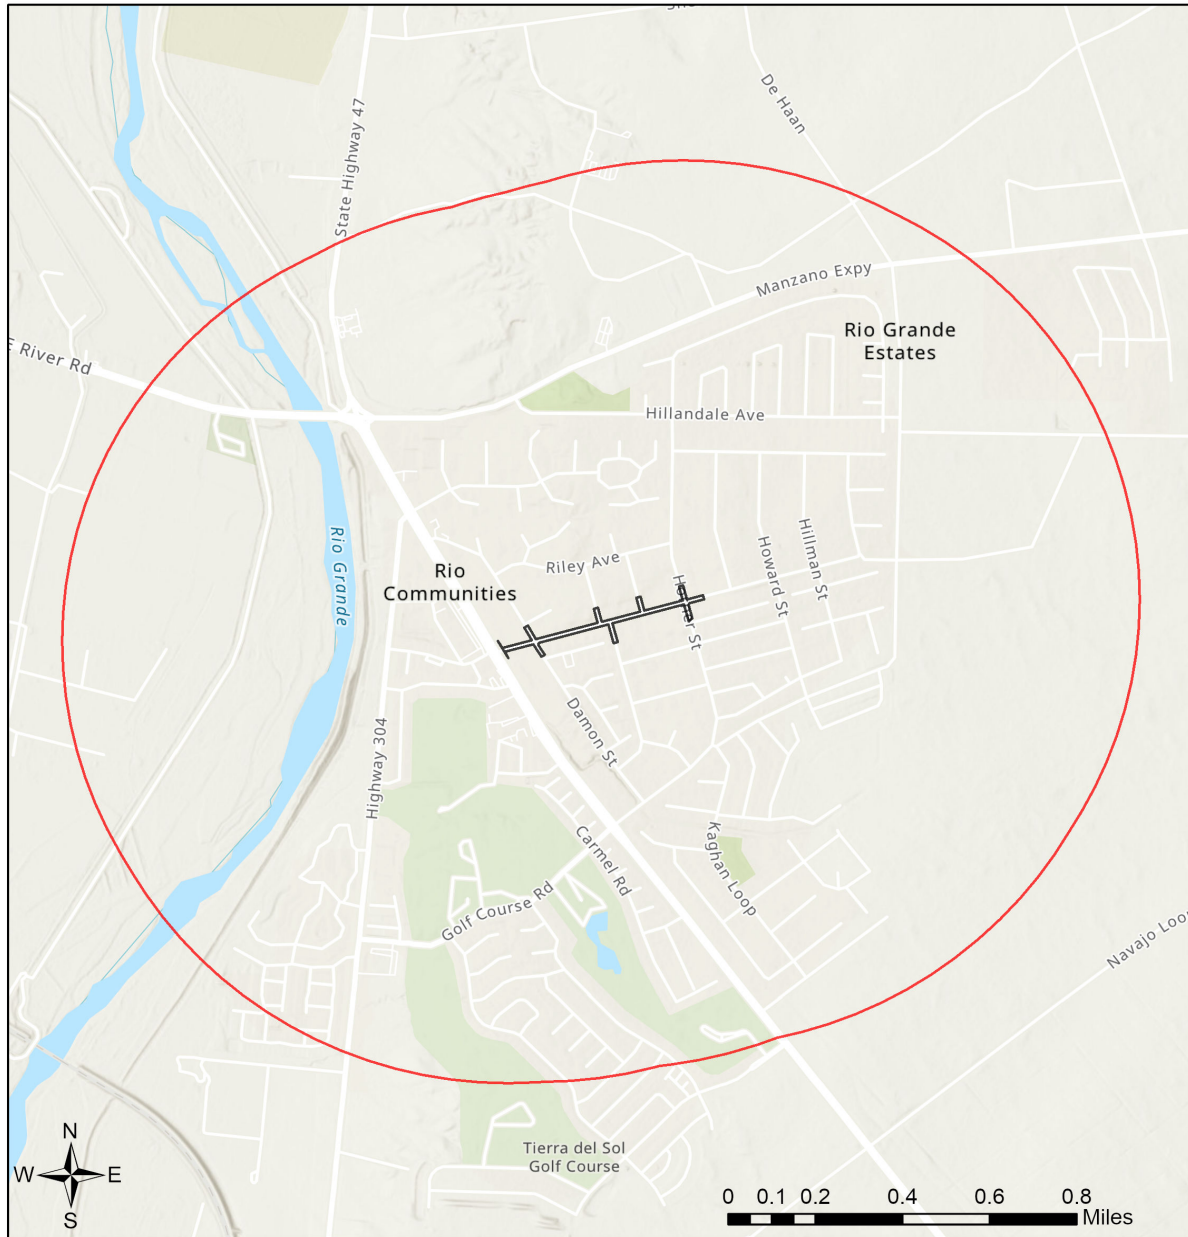 De Haan
State Highway 47
Manzano Expy
Rio Grande
Estates
E River Rd
Hillandale Ave
Rio Grande
Riley Ave
Hillman St
Howard St
Rio
Communities
Damon St
Highway 304
Carmel Rd
Kaghan Loop
Golf Course Rd
Navajo Loop
Tierra del Sol
Golf Course
N
W
E
S
0 0.1 0.2 0.4 0.6 0.8
Miles